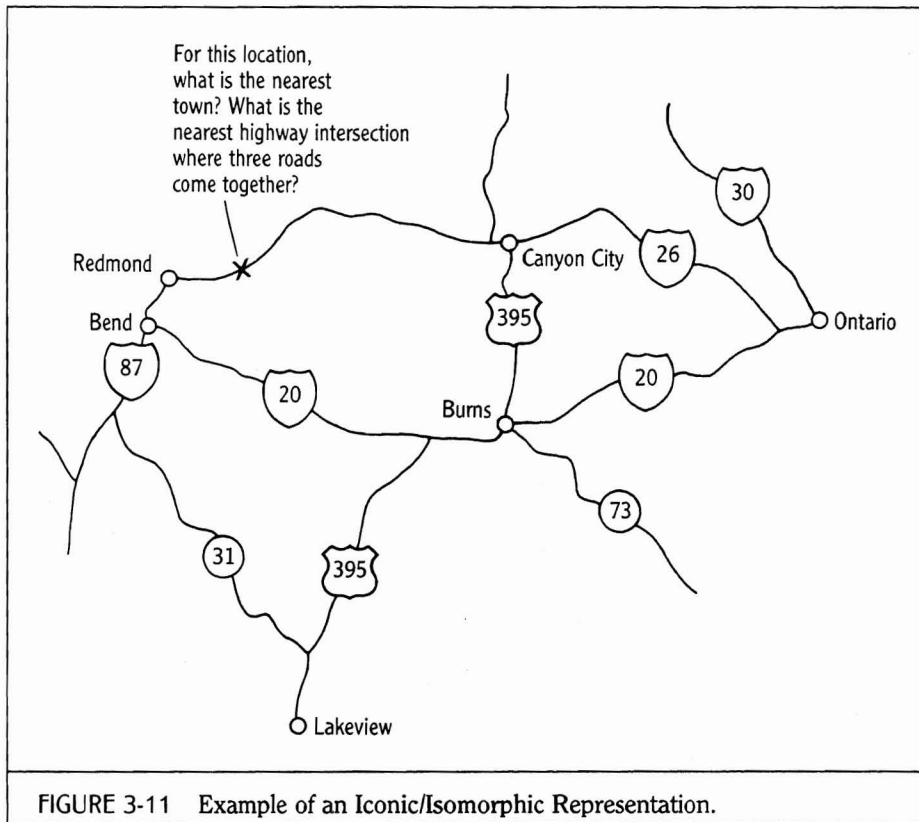 For this location,
what is the nearest
town? What is the
nearest highway intersection
where three roads
come together?
30
Redmond
Canyon City
26
Bend
395
Ontario
87
20
20
Burns
73
31
395
Lakeview
FIGURE 3-11 Example of an Iconic/Isomorphic Representation.